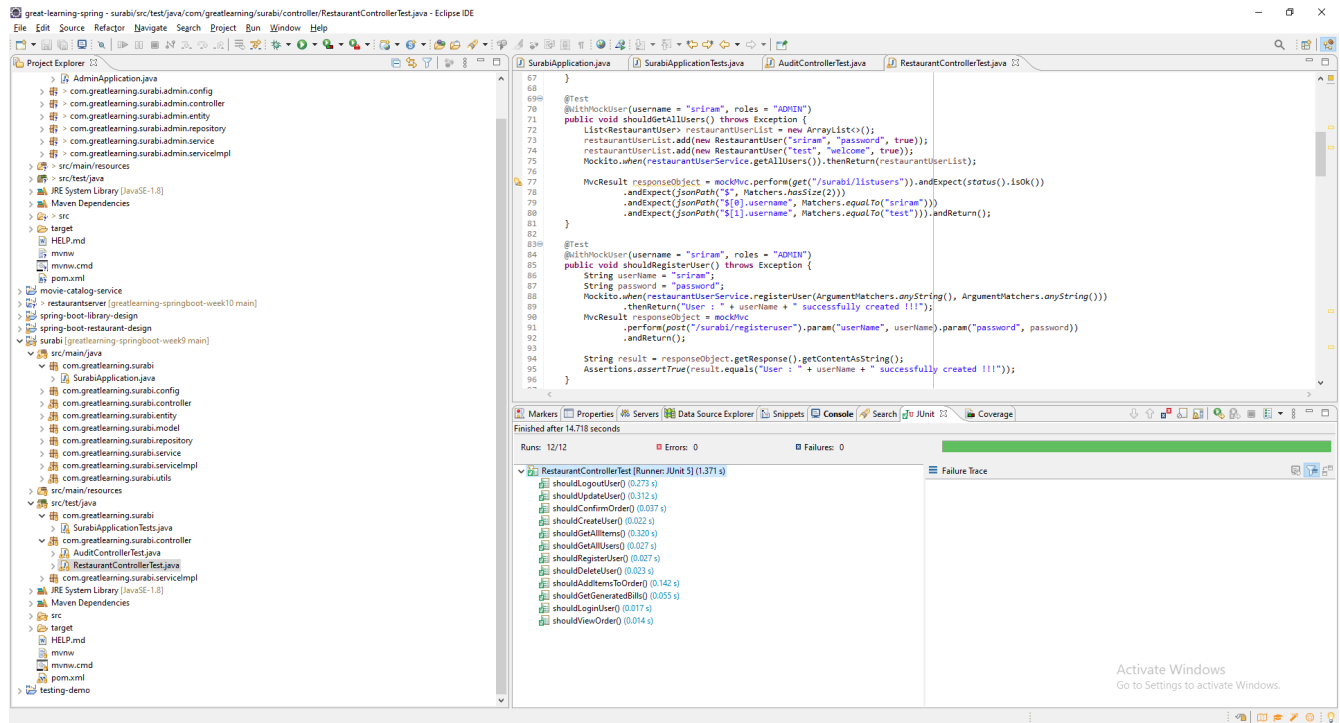 great-learning-spring - surabi/src/test/java/com/greatlearning/surabi/controller/RestaurantControllerTest.java - Eclipse IDE
File Edit Source Refactor Navigate Search Project Run Window Help
Project Explorer
AdminApplication.java
> com.greatlearning.surabi.admin.config
> com.greatlearning.surabi.admin.controller
> com.greatlearning.surabi.admin.entity
> com.greatlearning.surabi.admin.repository
> com.greatlearning.surabi.admin.service
> com.greatlearning.surabi.admin.serviceImpl
> src/main/resources
> src/test/java
JRE System Library [JavaSE-1.8]
Maven Dependencies
> src
target
HELP.md
mvnw
mvnw.cmd
pom.xml
movie-catalog-service
> restaurantserver [greatlearning-springboot-week10 main]
spring-boot-library-design
spring-boot-restaurant-design
surabi [greatlearning-springboot-week9 main]
src/main/java
com.greatlearning.surabi
SurabiApplication.java
com.greatlearning.surabi.config
com.greatlearning.surabi.controller
com.greatlearning.surabi.entity
com.greatlearning.surabi.model
com.greatlearning.surabi.repository
com.greatlearning.surabi.service
com.greatlearning.surabi.serviceImpl
com.greatlearning.surabi.utils
src/main/resources
src/test/java
com.greatlearning.surabi
SurabiApplicationTests.java
com.greatlearning.surabi.controller
AuditControllerTest.java
RestaurantControllerTest.java
com.greatlearning.surabi.serviceImpl
JRE System Library [JavaSE-1.8]
Maven Dependencies
src
target
HELP.md
mvnw
mvnw.cmd
pom.xml
testing-demo
SurabiApplication.java SurabiApplicationTests.java AuditControllerTest.java RestaurantControllerTest.java
67 }
68
69 @Test
70 @WithMockUser(username = "sriram", roles = "ADMIN")
71 public void shouldGetAllUsers() throws Exception {
72 List<RestaurantUser> restaurantUserList = new ArrayList<>();
73 restaurantUserList.add(new RestaurantUser("sriram", "password", true));
74 restaurantUserList.add(new RestaurantUser("test", "welcome", true));
75 Mockito.when(restaurantUserService.getAllUsers()).thenReturn(restaurantUserList);
76
77 MvcResult responseObject = mockMvc.perform(get("/surabi/listusers")).andExpect(status().isOk())
78 .andExpect(jsonPath("$", Matchers.hasSize(2)))
79 .andExpect(jsonPath("$[0].username", Matchers.equalTo("sriram")))
80 .andExpect(jsonPath("$[1].username", Matchers.equalTo("test"))).andReturn();
81 }
82
83 @Test
84 @WithMockUser(username = "sriram", roles = "ADMIN")
85 public void shouldRegisterUser() throws Exception {
86 String userName = "sriram";
87 String password = "password";
88 Mockito.when(restaurantUserService.registerUser(ArgumentMatchers.anyString(), ArgumentMatchers.anyString()))
89 .thenReturn("User : " + userName + " successfully created !!!");
90 MvcResult responseObject = mockMvc
91 .perform(post("/surabi/registeruser").param("userName", userName).param("password", password))
92 .andReturn();
93
94 String result = responseObject.getResponse().getContentAsString();
95 Assertions.assertTrue(result.equals("User : " + userName + " successfully created !!!"));
96 }
Markers Properties Servers Data Source Explorer Snippets Console Search JUnit Coverage
Finished after 14.718 seconds
Runs: 12/12 Errors: 0 Failures: 0
RestaurantControllerTest [Runner: JUnit 5] (1.371 s)
shouldLogoutUser() (0.273 s)
shouldUpdateUser() (0.312 s)
shouldConfirmOrder() (0.037 s)
shouldCreateUser() (0.022 s)
shouldGetAllItems() (0.320 s)
shouldGetAllUsers() (0.027 s)
shouldRegisterUser() (0.027 s)
shouldDeleteUser() (0.023 s)
shouldAddItemsToOrder() (0.142 s)
shouldGetGeneratedBills() (0.055 s)
shouldLoginUser() (0.017 s)
shouldViewOrder() (0.014 s)
Failure Trace
Activate Windows
Go to Settings to activate Windows.